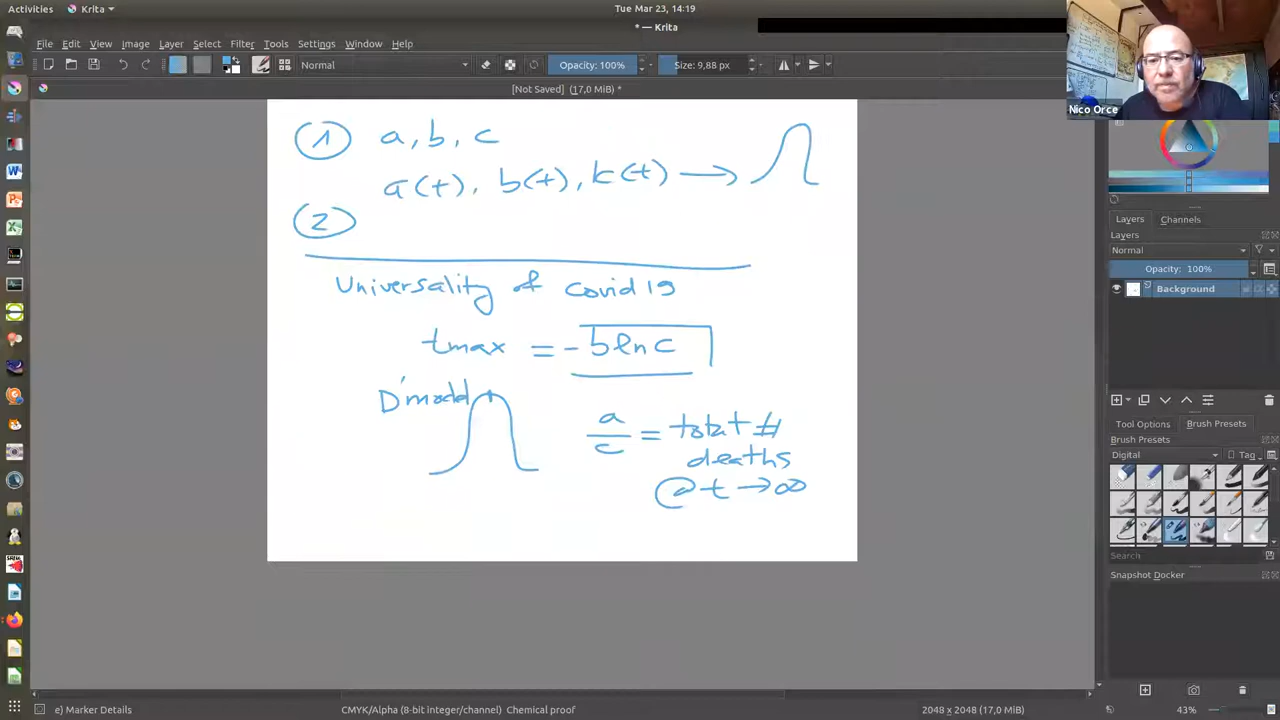 Activities
Krita
Tue Mar 23, 14:19
* — Krita
File Edit View Image Layer Select Filter Tools Settings Window Help
Normal
Opacity: 100%
Size: 9,88 px
[Not Saved] (17,0 MiB) *
Nico Orce
1 a, b, c
a(t), b(t), c(t) →
2
Universality of Covid 19
tmax = - b ln c
D' model
a/c = total #
deaths
@ t → ∞
Layers Channels
Layers
Normal
Opacity: 100%
Background
Tool Options Brush Presets
Brush Presets
Digital Tag
Search
Snapshot Docker
e) Marker Details
CMYK/Alpha (8-bit integer/channel) Chemical proof
2048 x 2048 (17,0 MiB)
43%